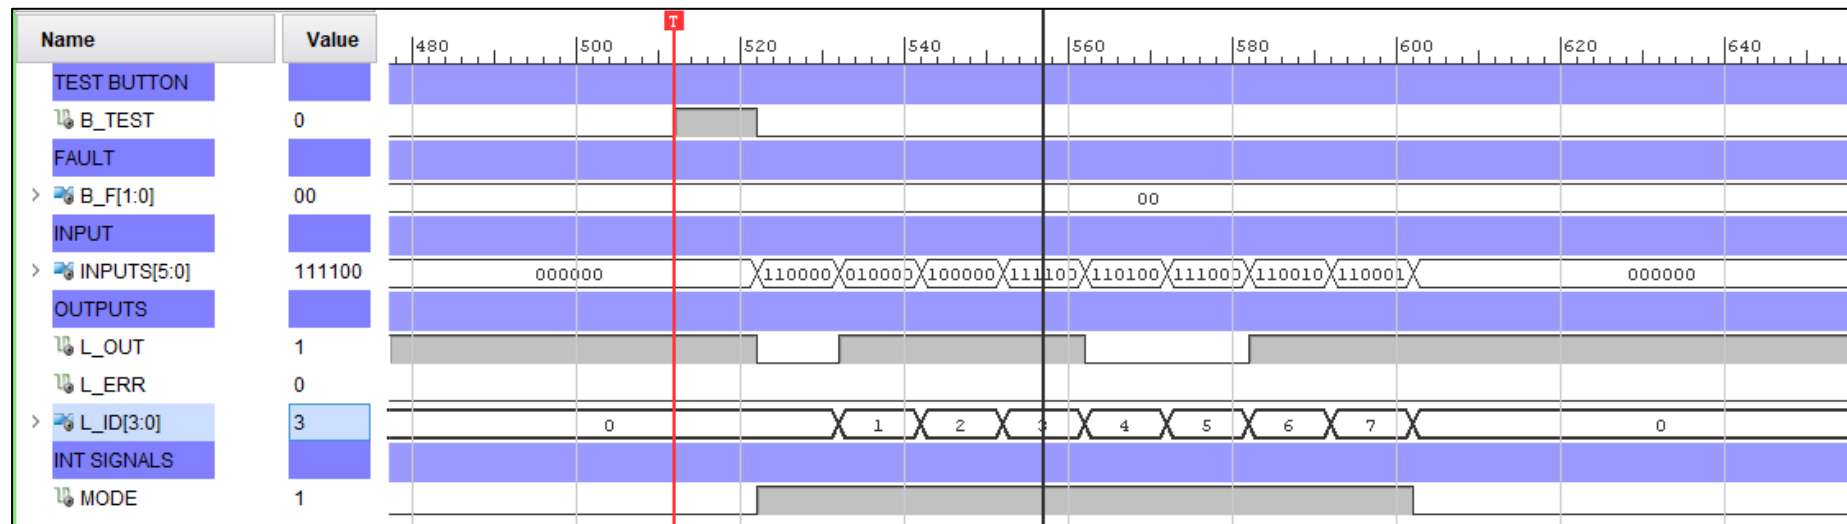 Name Value T 480 500 520 540 560 580 600 620 640
TEST BUTTON
B_TEST 0
FAULT
B_F[1:0] 00 00
INPUT
INPUTS[5:0] 111100 000000 110000 010000 100000 111100 110100 111000 110010 110001 000000
OUTPUTS
L_OUT 1
L_ERR 0
L_ID[3:0] 3 0 1 2 3 4 5 6 7 0
INT SIGNALS
MODE 1